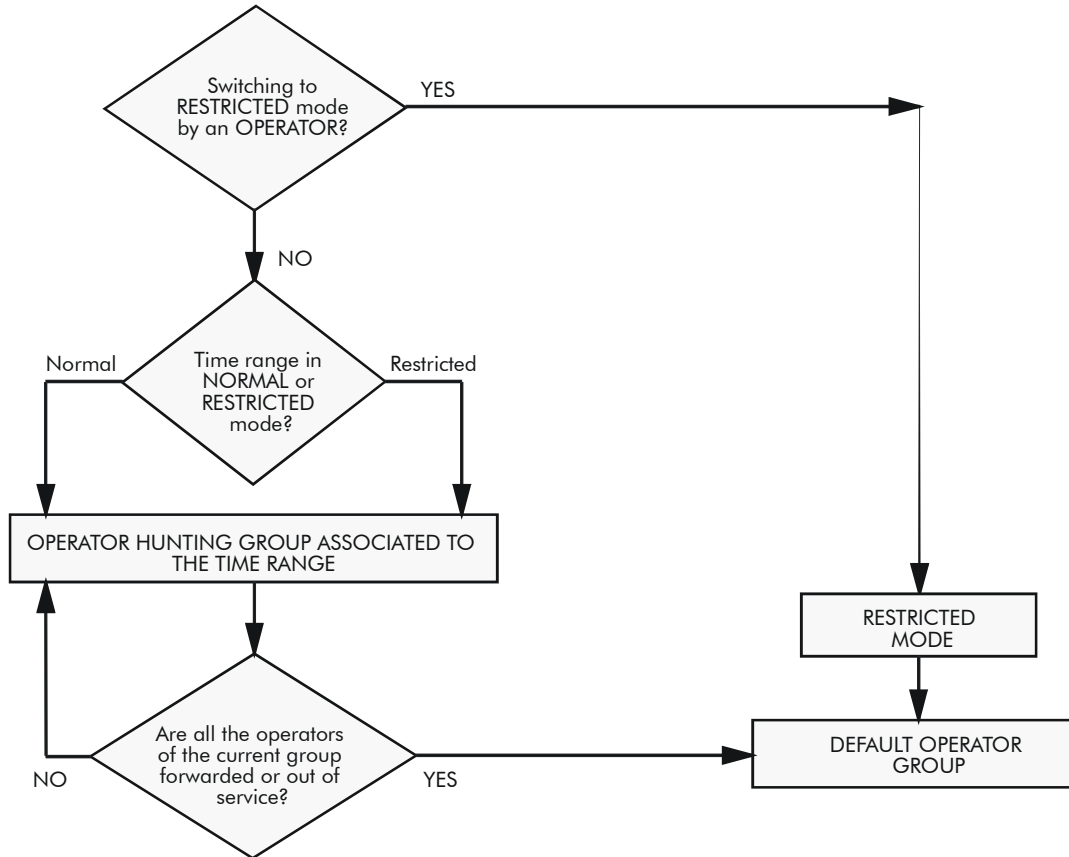 Switching to
RESTRICTED mode
by an OPERATOR?
YES
NO
Normal
Time range in
NORMAL or
RESTRICTED
mode?
Restricted
OPERATOR HUNTING GROUP ASSOCIATED TO
THE TIME RANGE
RESTRICTED
MODE
Are all the operators
of the current group
forwarded or out of
service?
NO
YES
DEFAULT OPERATOR
GROUP